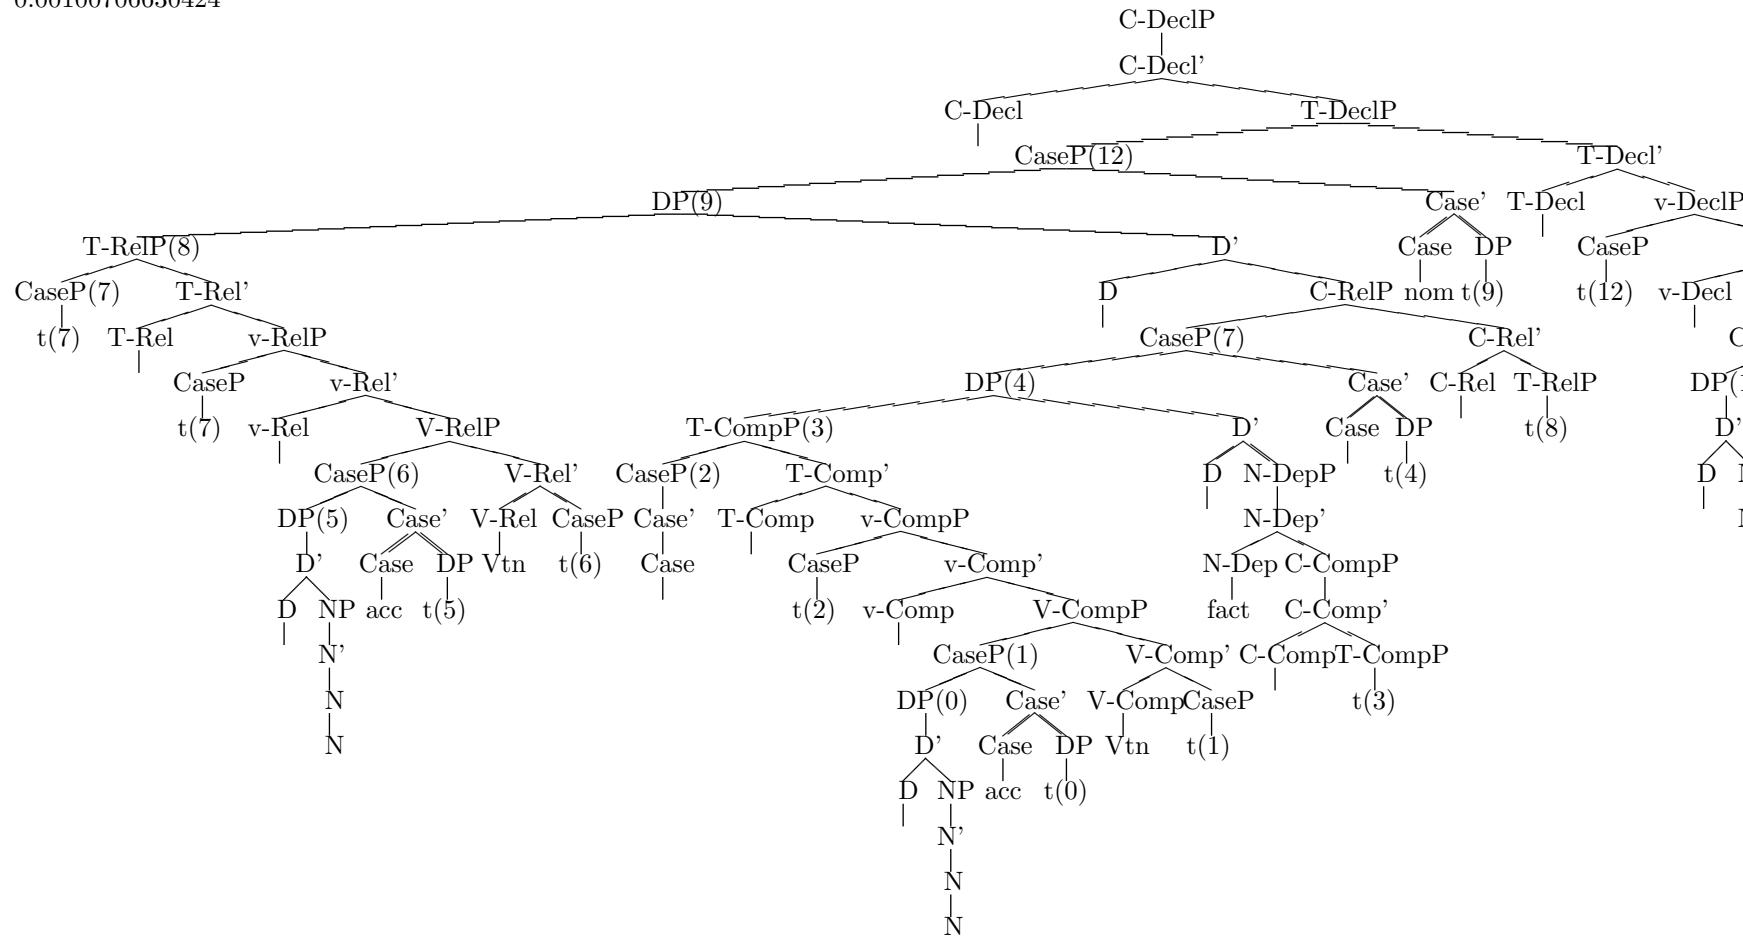 C-DeclP
C-Decl'
C-Decl T-DeclP
CaseP(12) T-Decl'
DP(9) Case' T-Decl v-DeclP
T-RelP(8) D' Case DP CaseP
CaseP(7) T-Rel' D C-RelP nom t(9) t(12) v-Decl
t(7) T-Rel v-RelP CaseP(7) C-Rel'
CaseP v-Rel' DP(4) Case' C-Rel T-RelP
t(7) v-Rel V-RelP T-CompP(3) D' Case DP t(8) D'
CaseP(6) V-Rel' CaseP(2) T-Comp' D N-DepP t(4) D
DP(5) Case' V-Rel CaseP Case' T-Comp v-CompP N-Dep'
D' Case DP Vtn t(6) Case CaseP v-Comp' N-Dep C-CompP
D NP acc t(5) t(2) v-Comp V-CompP fact C-Comp'
N' CaseP(1) V-Comp' C-Comp T-CompP
N DP(0) Case' V-Comp CaseP t(3)
N D' Case DP Vtn t(1)
D NP acc t(0)
N'
N
N